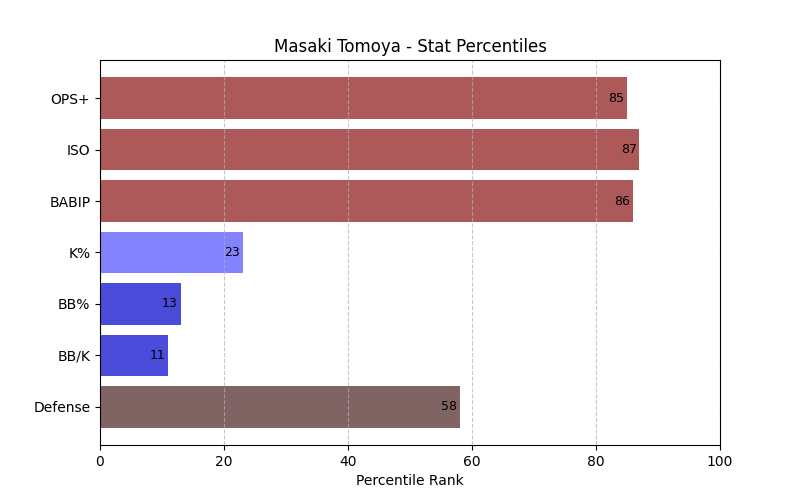 Masaki Tomoya - Stat Percentiles
OPS+ 85
ISO 87
BABIP 86
K% 23
BB% 13
BB/K 11
Defense 58
0 20 40 60 80 100
Percentile Rank